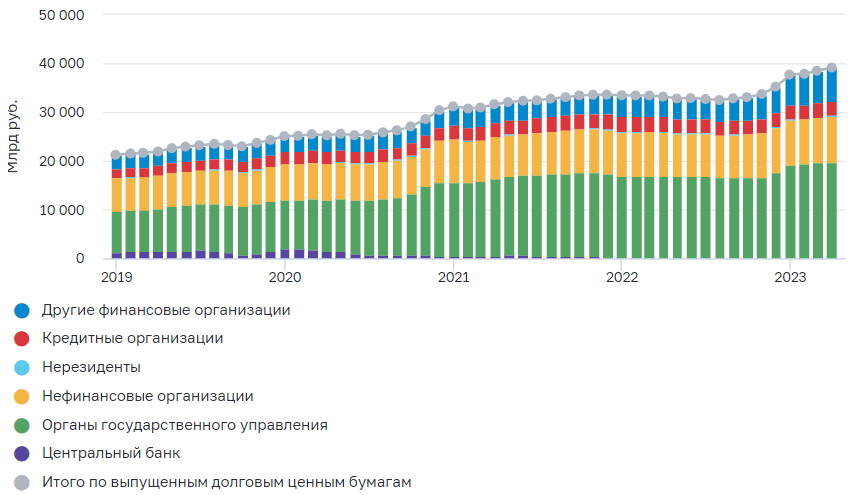 50 000
40 000
30 000
20 000
10 000
0
Млрд руб.
2019 2020 2021 2022 2023
Другие финансовые организации
Кредитные организации
Нерезиденты
Нефинансовые организации
Органы государственного управления
Центральный банк
Итого по выпущенным долговым ценным бумагам